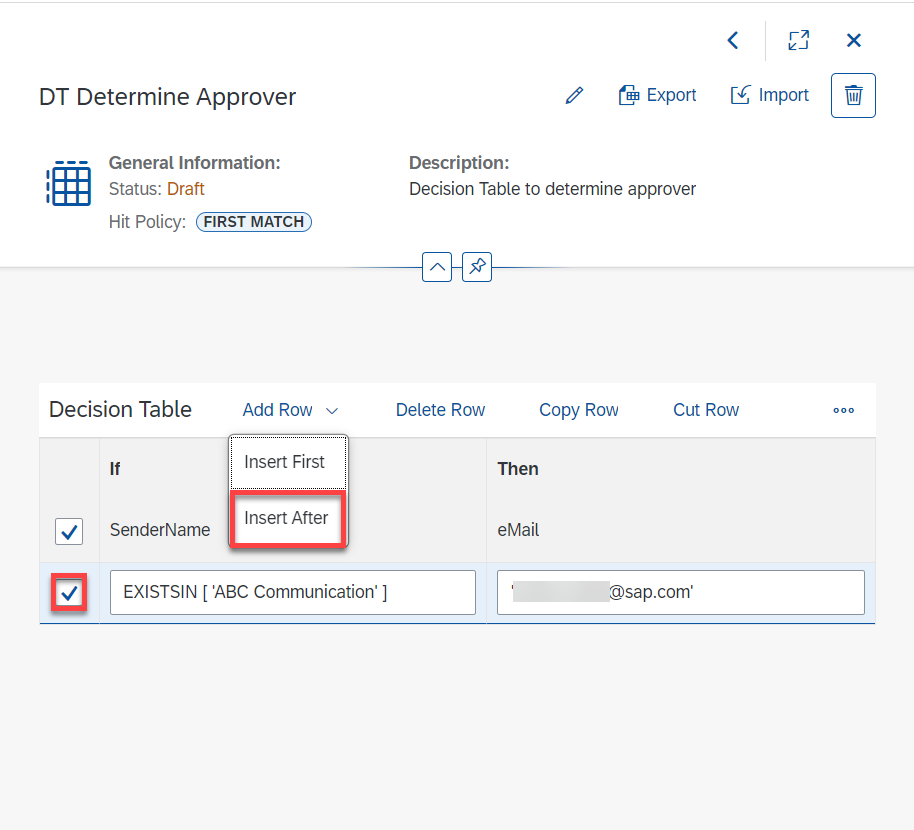 DT Determine Approver
Export
Import
General Information:
Status: Draft
Hit Policy: FIRST MATCH
Description:
Decision Table to determine approver
Decision Table
Add Row
Delete Row
Copy Row
Cut Row
Insert First
Insert After
If
Then
SenderName
eMail
EXISTSIN [ 'ABC Communication' ]
' @sap.com'